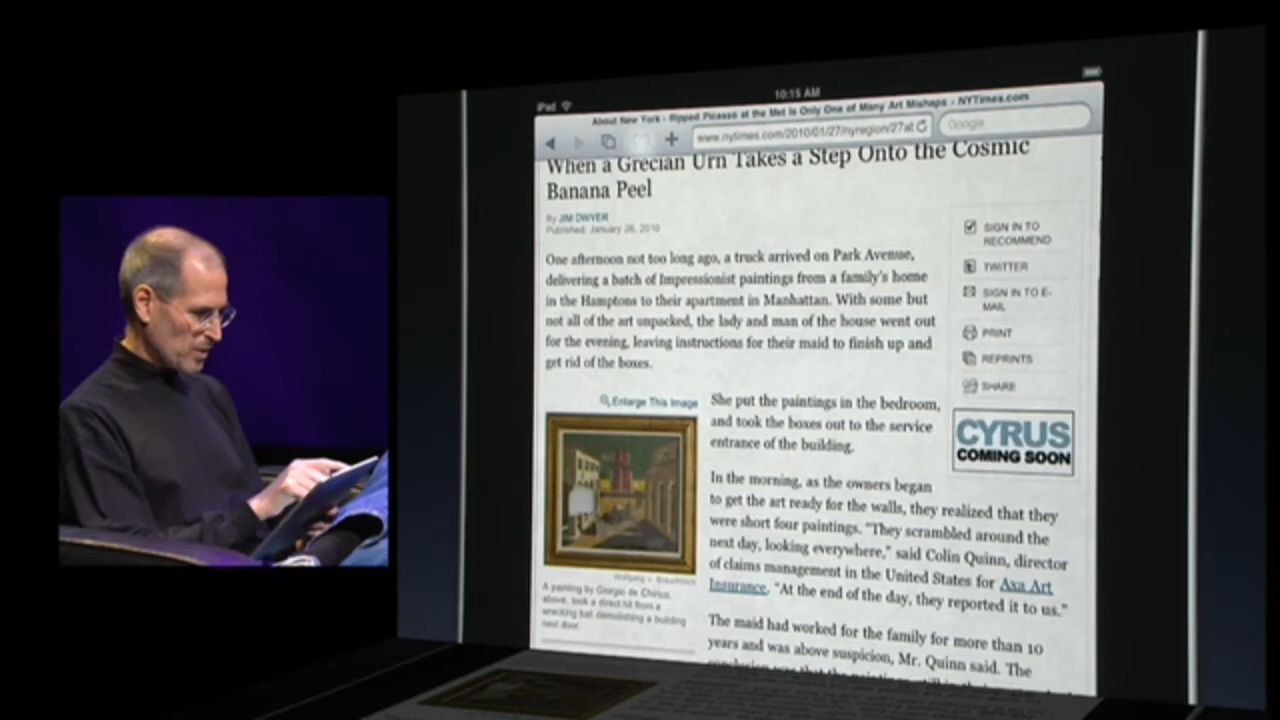 iPad
10:15 AM
About New York - Ripped Picasso at the Met Is Only One of Many Art Mishaps - NYTimes.com
www.nytimes.com/2010/01/27/nyregion/27ab
Google
When a Grecian Urn Takes a Step Onto the Cosmic
Banana Peel
By JIM DWYER
Published: January 26, 2010
One afternoon not too long ago, a truck arrived on Park Avenue,
delivering a batch of Impressionist paintings from a family's home
in the Hamptons to their apartment in Manhattan. With some but
not all of the art unpacked, the lady and man of the house went out
for the evening, leaving instructions for their maid to finish up and
get rid of the boxes.
SIGN IN TO
RECOMMEND
TWITTER
SIGN IN TO E-
MAIL
PRINT
REPRINTS
SHARE
CYRUS
COMING SOON
Enlarge This Image
A painting by Giorgio de Chirico,
above, took a direct hit from a
wrecking ball demolishing a building
next door.
She put the paintings in the bedroom,
and took the boxes out to the service
entrance of the building.
In the morning, as the owners began
to get the art ready for the walls, they realized that they
were short four paintings. "They scrambled around the
next day, looking everywhere," said Colin Quinn, director
of claims management in the United States for Axa Art
Insurance. "At the end of the day, they reported it to us."
The maid had worked for the family for more than 10
years and was above suspicion, Mr. Quinn said. The